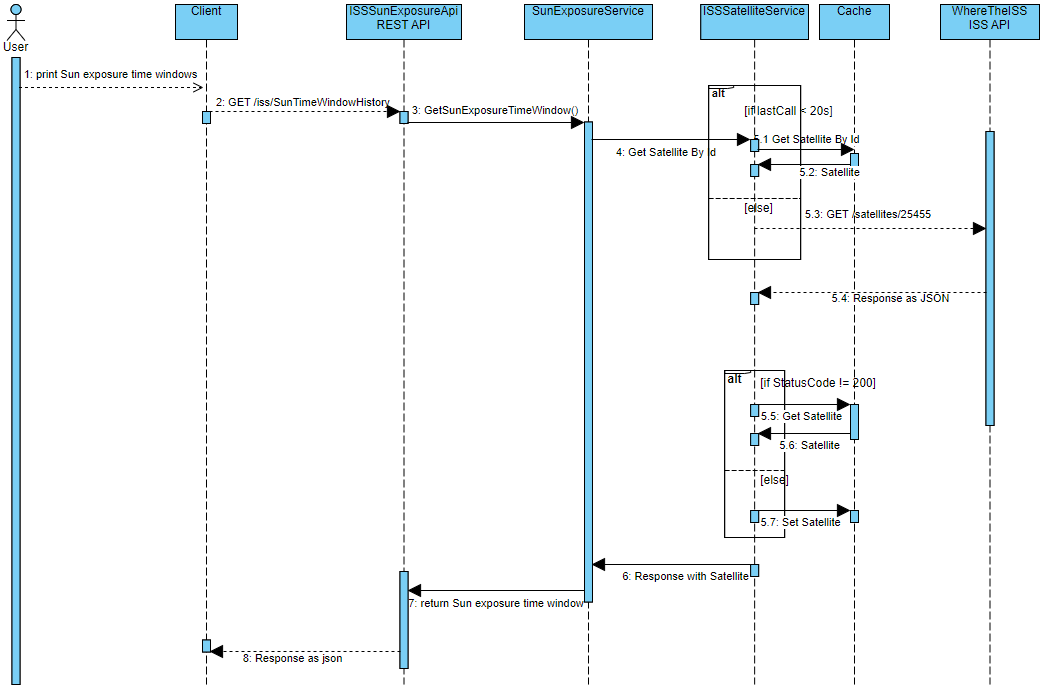 Client
ISSSunExposureApi
REST API
SunExposureService
ISSSatelliteService
Cache
WhereTheISS
ISS API
User
1: print Sun exposure time windows
2: GET /iss/SunTimeWindowHistory
3: GetSunExposureTimeWindow()
alt
[if lastCall < 20s]
4: Get Satellite By Id
5.1 Get Satellite By Id
5.2: Satellite
[else]
5.3: GET /satellites/25455
5.4: Response as JSON
alt
[if StatusCode != 200]
5.5: Get Satellite
5.6: Satellite
[else]
5.7: Set Satellite
6: Response with Satellite
7: return Sun exposure time window
8: Response as json